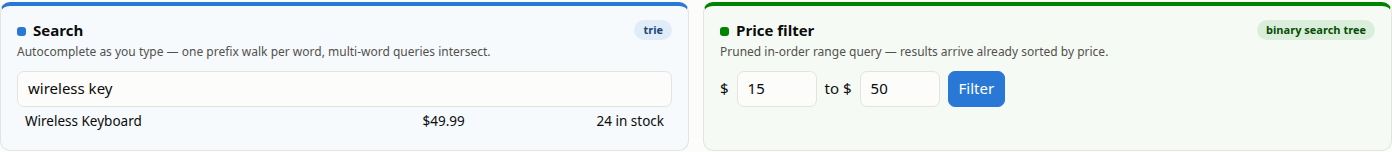 Search
trie
Autocomplete as you type — one prefix walk per word, multi-word queries intersect.
wireless key
Wireless Keyboard $49.99 24 in stock
Price filter
binary search tree
Pruned in-order range query — results arrive already sorted by price.
$ 15 to $ 50 Filter